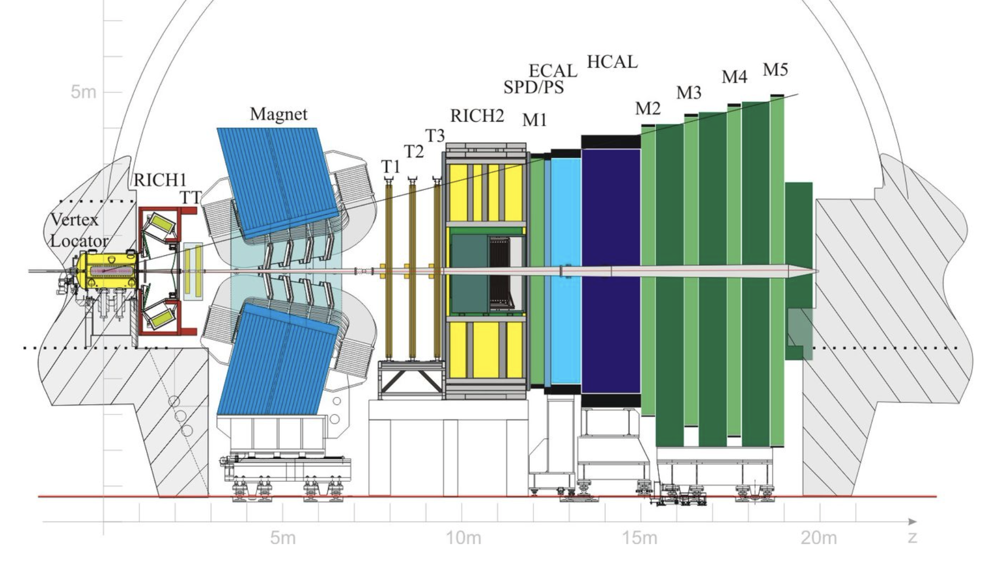 HCAL
ECAL
M5
SPD/PS
M4
5m
M3
Magnet
RICH2
M1
M2
T3
T2
T1
RICH1
TT
Vertex
Locator
5m
10m
15m
20m
z